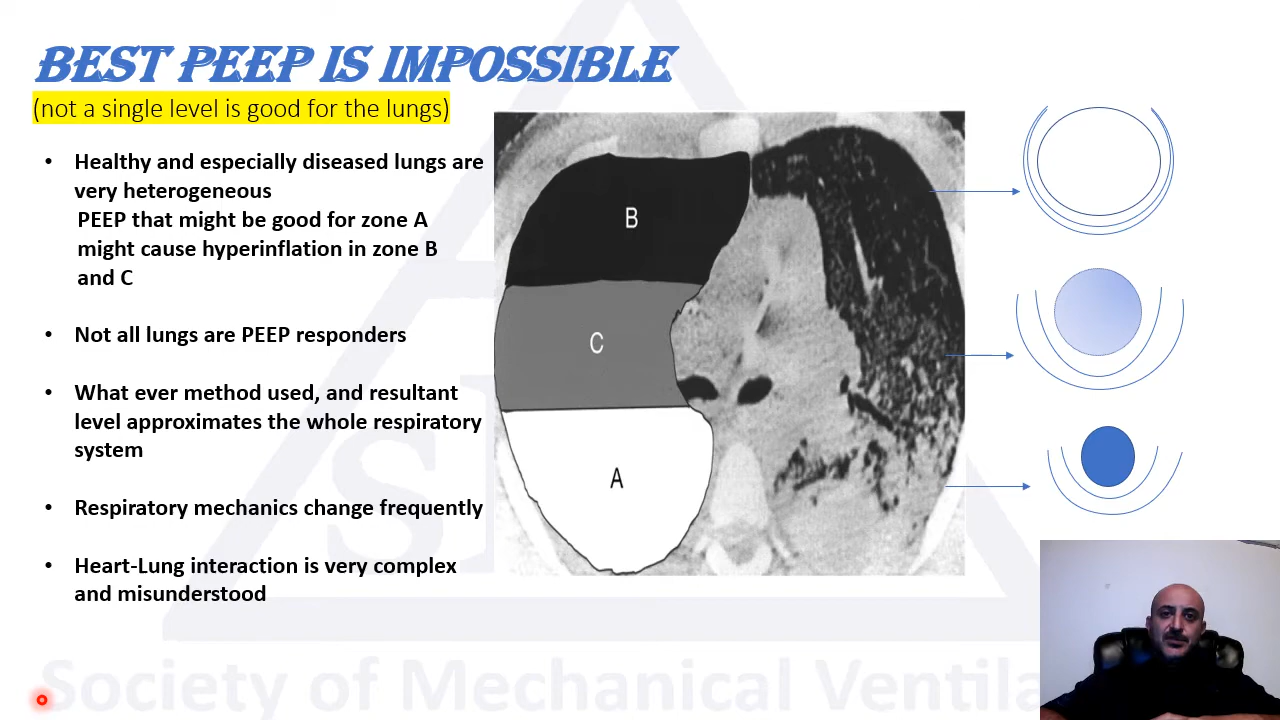 BEST PEEP IS IMPOSSIBLE
(not a single level is good for the lungs)
• Healthy and especially diseased lungs are
very heterogeneous
PEEP that might be good for zone A
might cause hyperinflation in zone B
and C
• Not all lungs are PEEP responders
• What ever method used, and resultant
level approximates the whole respiratory
system
• Respiratory mechanics change frequently
• Heart-Lung interaction is very complex
and misunderstood
B
C
A
Society of Mechanical Ventila